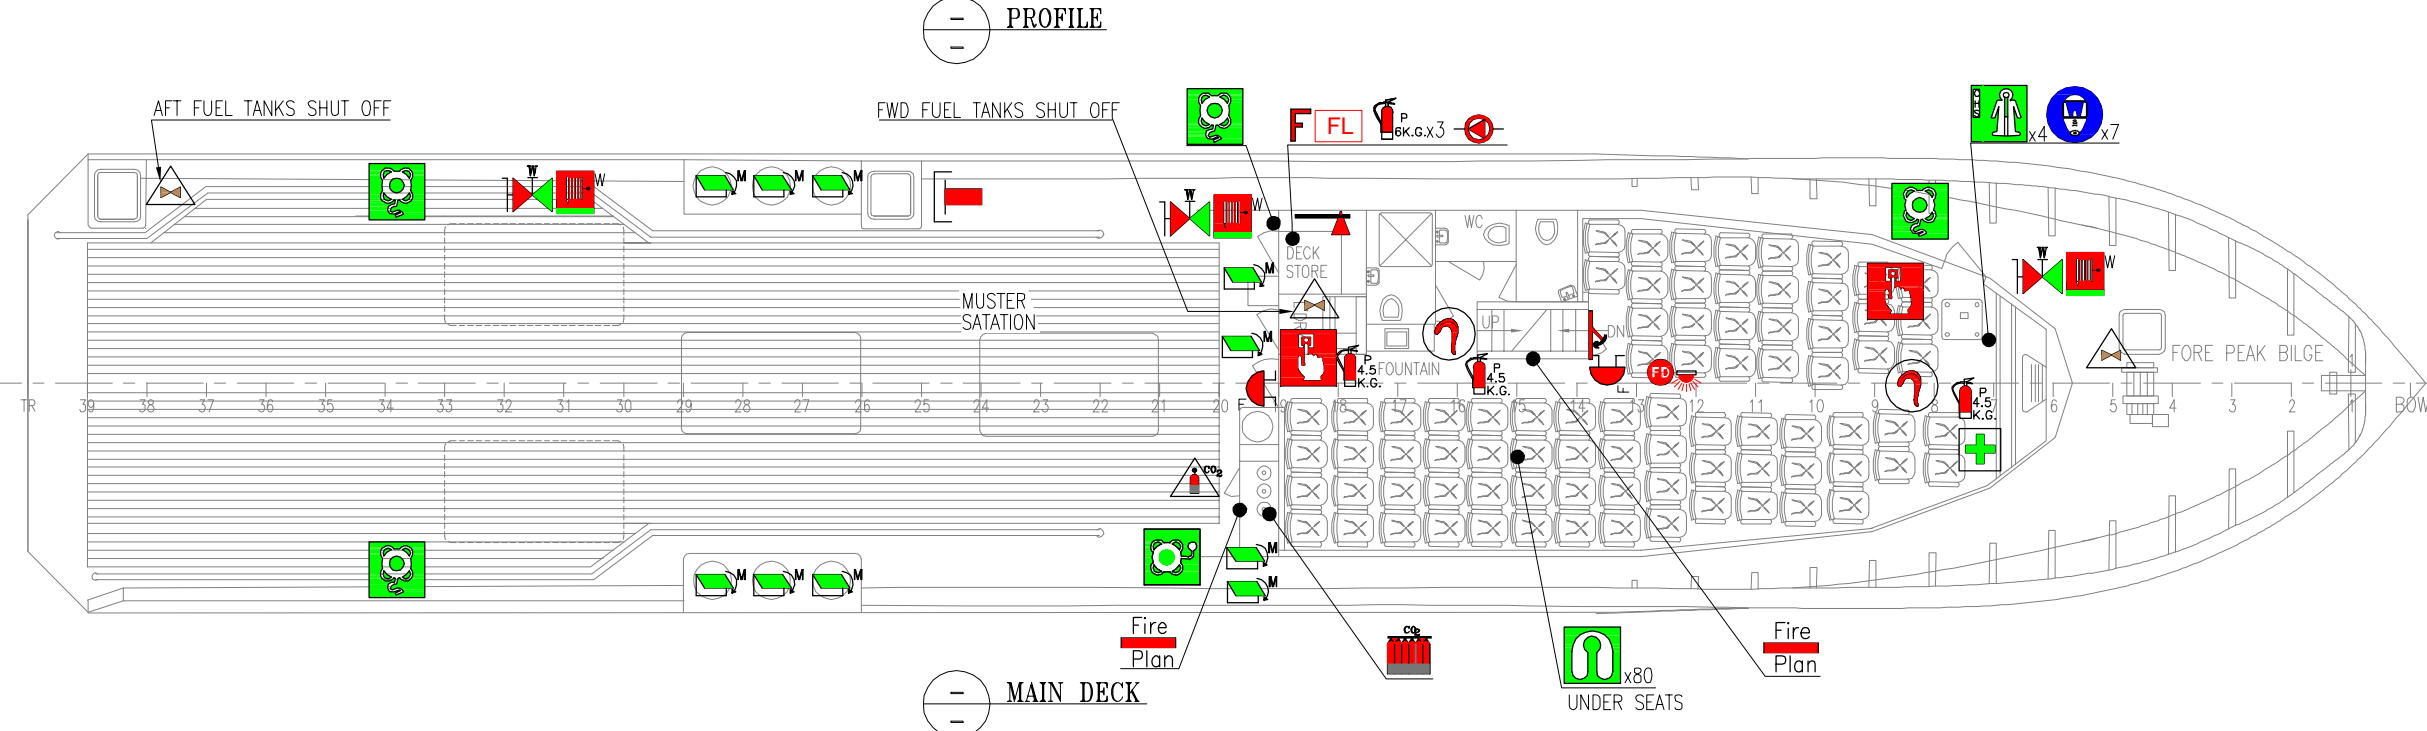 PROFILE
AFT FUEL TANKS SHUT OFF
FWD FUEL TANKS SHUT OFF
F FL P 6K.G.x3
x4 W x7
W W
M M M
W W
WC
DECK
STORE
M
W W
MUSTER
SATATION
UP
DN
M
P
4.5
K.G.
FOUNTAIN
P
4.5
K.G.
FD
F
FORE PEAK BILGE
P
4.5
K.G.
TR 39 38 37 36 35 34 33 32 31 30 29 28 27 26 25 24 23 22 21 20 F 19 18 17 16 15 14 13 12 11 10 9 8 7 6 5 4 3 2 1 BOW
CO2
M M M
M
M
Fire
Plan
CO2
x80
UNDER SEATS
Fire
Plan
MAIN DECK